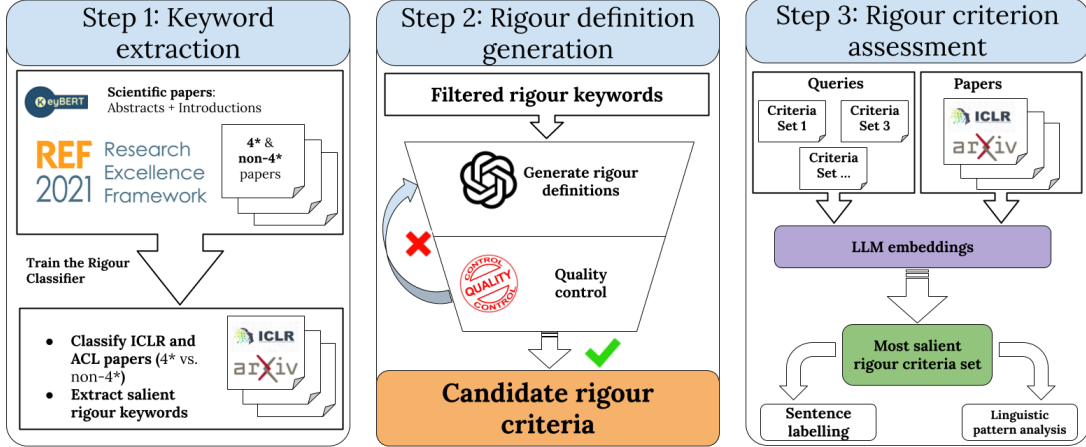 Step 1: Keyword
extraction
KeyBERT
Scientific papers:
Abstracts + Introductions
REF
2021
Research
Excellence
Framework
4* &
non-4*
papers
Train the Rigour
Classifier
● Classify ICLR and
ACL papers (4* vs.
non-4*)
● Extract salient
rigour keywords
ICLR
arXiv
Step 2: Rigour definition
generation
Filtered rigour keywords
Generate rigour
definitions
CONTROL
QUALITY
CONTROL
Quality
control
Candidate rigour
criteria
Step 3: Rigour criterion
assessment
Queries
Criteria
Set 1
Criteria
Set 3
Criteria
Set ...
Papers
ICLR
arXiv
LLM embeddings
Most salient
rigour criteria set
Sentence
labelling
Linguistic
pattern analysis